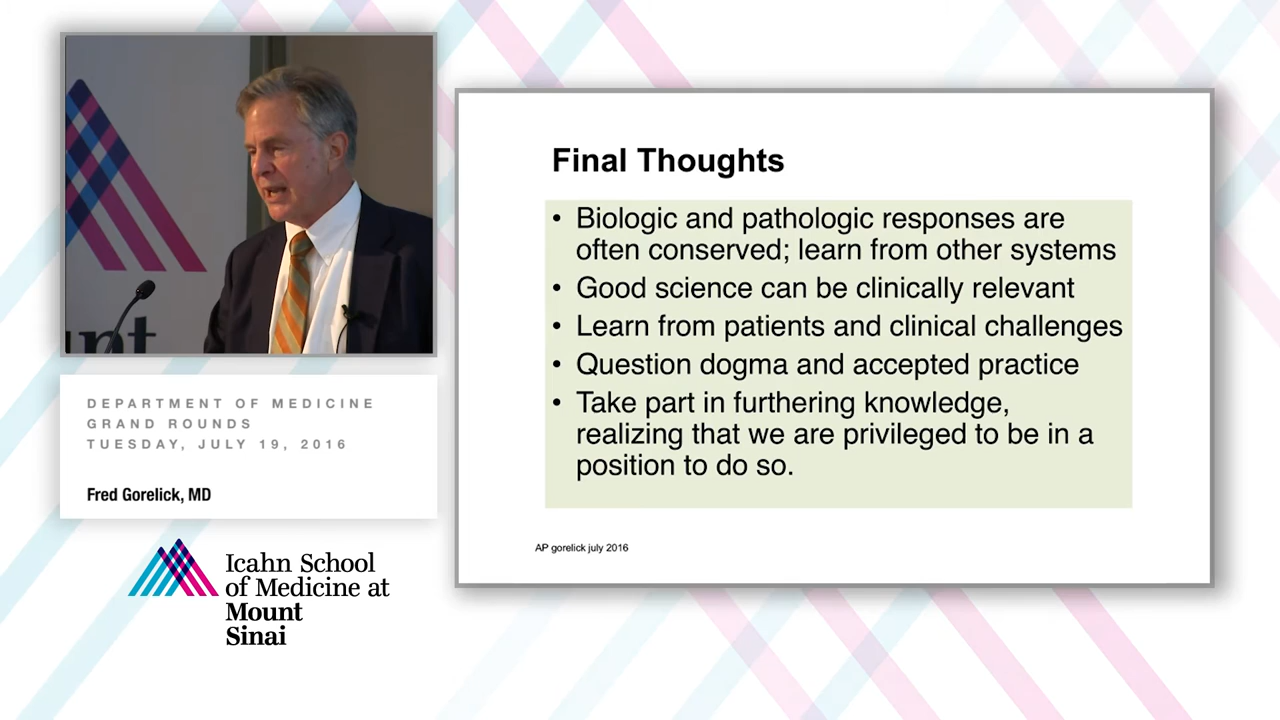 unt
DEPARTMENT OF MEDICINE
GRAND ROUNDS
TUESDAY, JULY 19, 2016
Fred Gorelick, MD
Icahn School
of Medicine at
Mount
Sinai
Final Thoughts
• Biologic and pathologic responses are
often conserved; learn from other systems
• Good science can be clinically relevant
• Learn from patients and clinical challenges
• Question dogma and accepted practice
• Take part in furthering knowledge,
realizing that we are privileged to be in a
position to do so.
AP gorelick july 2016